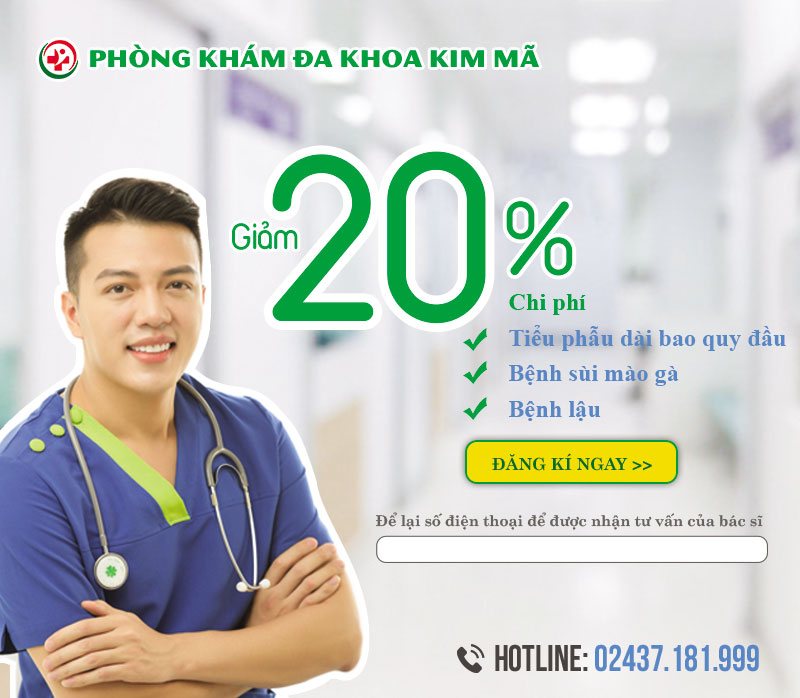 PHÒNG KHÁM ĐA KHOA KIM MÃ
Giảm 20%
Chi phí
Tiểu phẫu dài bao quy đầu
Bệnh sùi mào gà
Bệnh lậu
ĐĂNG KÍ NGAY >>
Để lại số điện thoại để được nhận tư vấn của bác sĩ
HOTLINE: 02437.181.999